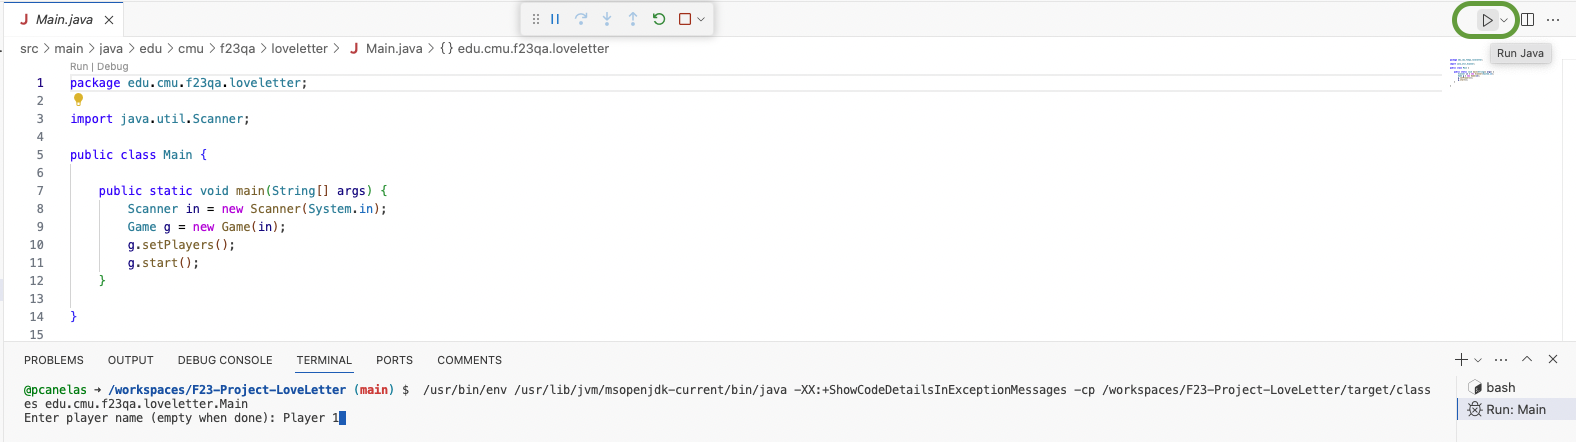 J Main.java
Run Java
src > main > java > edu > cmu > f23qa > loveletter > J Main.java > {} edu.cmu.f23qa.loveletter
Run | Debug
1 package edu.cmu.f23qa.loveletter;
2
3 import java.util.Scanner;
4
5 public class Main {
6
7 public static void main(String[] args) {
8 Scanner in = new Scanner(System.in);
9 Game g = new Game(in);
10 g.setPlayers();
11 g.start();
12 }
13
14 }
15
PROBLEMS OUTPUT DEBUG CONSOLE TERMINAL PORTS COMMENTS
@pcanelas → /workspaces/F23-Project-LoveLetter (main) $ /usr/bin/env /usr/lib/jvm/msopenjdk-current/bin/java -XX:+ShowCodeDetailsInExceptionMessages -cp /workspaces/F23-Project-LoveLetter/target/class
es edu.cmu.f23qa.loveletter.Main
Enter player name (empty when done): Player 1
bash
Run: Main